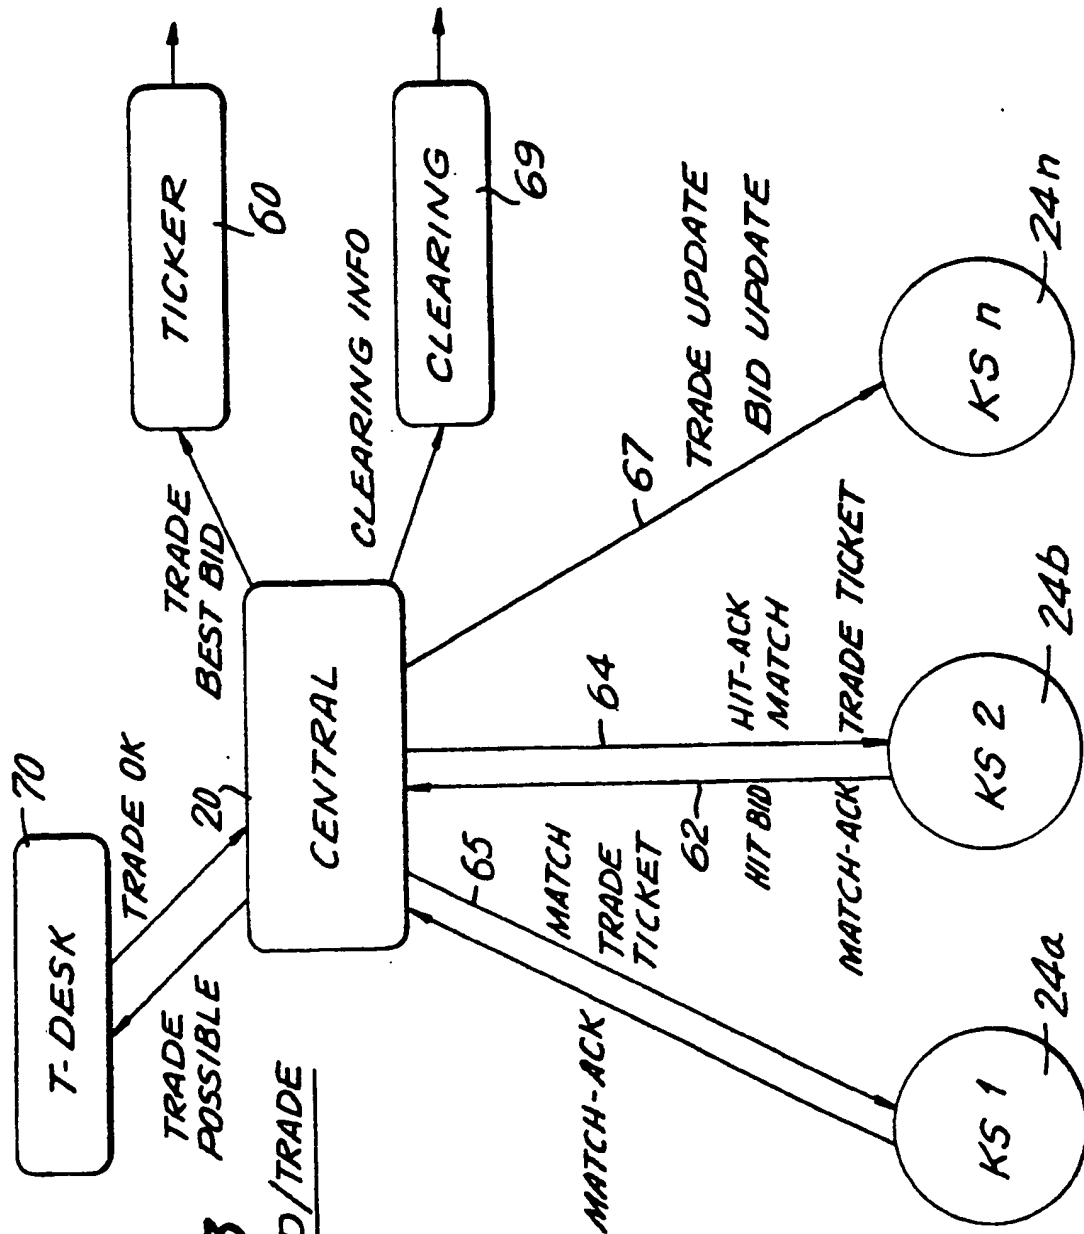 T-DESK
70
TRADE OK
TRADE
POSSIBLE
20
CENTRAL
TRADE
BEST BID
TICKER
60
CLEARING INFO
CLEARING
69
3
/TRADE
65
MATCH
TRADE
TICKET
MATCH-ACK
62
HIT BID
MATCH-ACK
64
HIT-ACK
MATCH
TRADE TICKET
67
TRADE UPDATE
BID UPDATE
KS 1
24a
KS 2
24b
KS n
24n